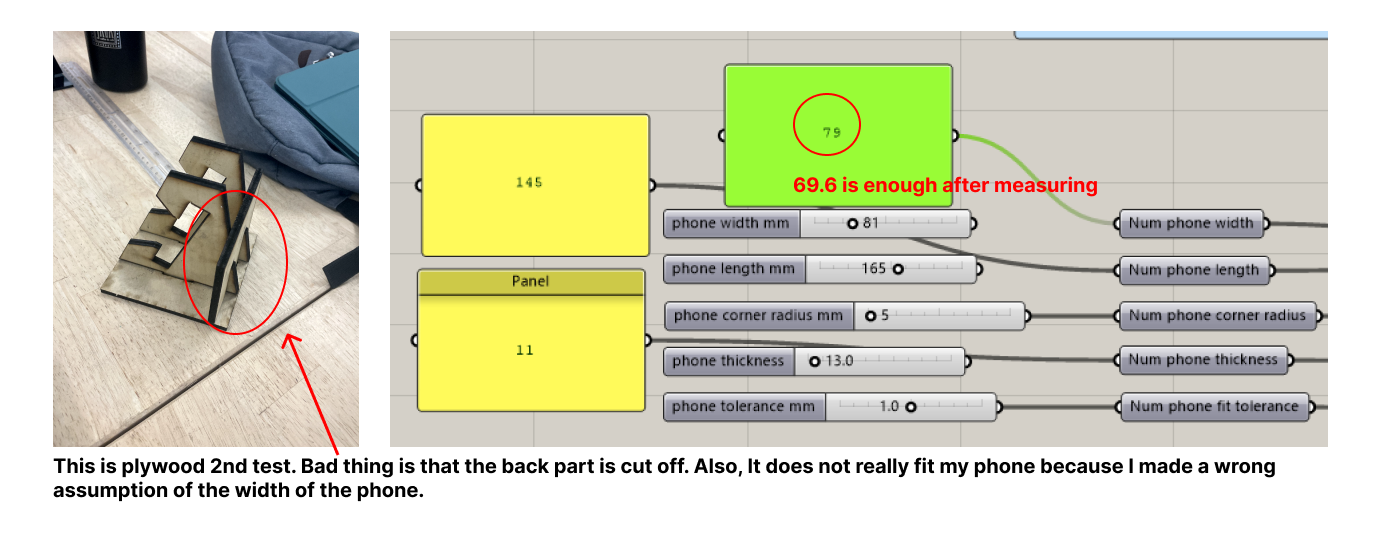 79
145
69.6 is enough after measuring
phone width mm 81 Num phone width
phone length mm 165 Num phone length
Panel
phone corner radius mm 5 Num phone corner radius
11
phone thickness 13.0 Num phone thickness
phone tolerance mm 1.0 Num phone fit tolerance
This is plywood 2nd test. Bad thing is that the back part is cut off. Also, It does not really fit my phone because I made a wrong
assumption of the width of the phone.